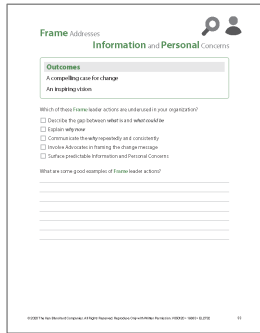 Frame Addresses
Information and Personal Concerns
Outcomes
A compelling case for change
An inspiring vision
Which of these Frame leader actions are underused in your organization?
Describe the gap between what is and what could be
Explain why now
Communicate the why repeatedly and consistently
Involve Advocates in framing the change message
Surface predictable Information and Personal Concerns
What are some good examples of Frame leader actions?